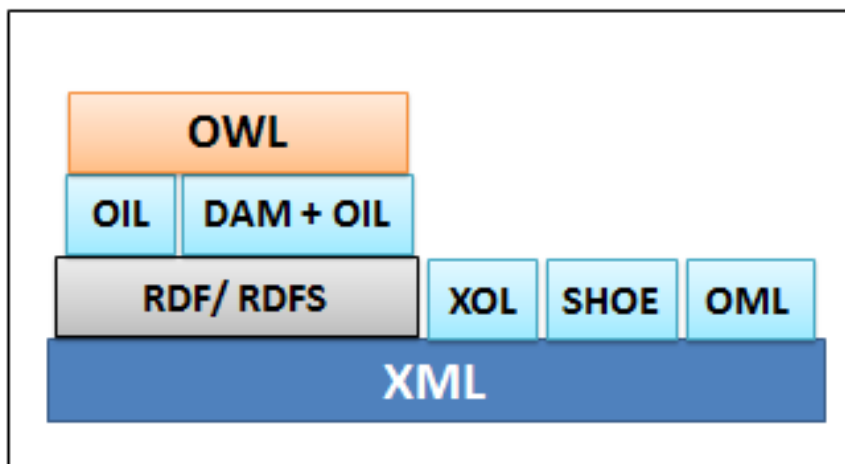 OWL
OIL DAM + OIL
RDF/ RDFS XOL SHOE OML
XML